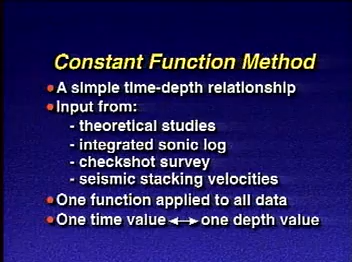 Constant Function Method
• A simple time-depth relationship
• Input from:
- theoretical studies
- integrated sonic log
- checkshot survey
- seismic stacking velocities
• One function applied to all data
• One time value ↔ one depth value